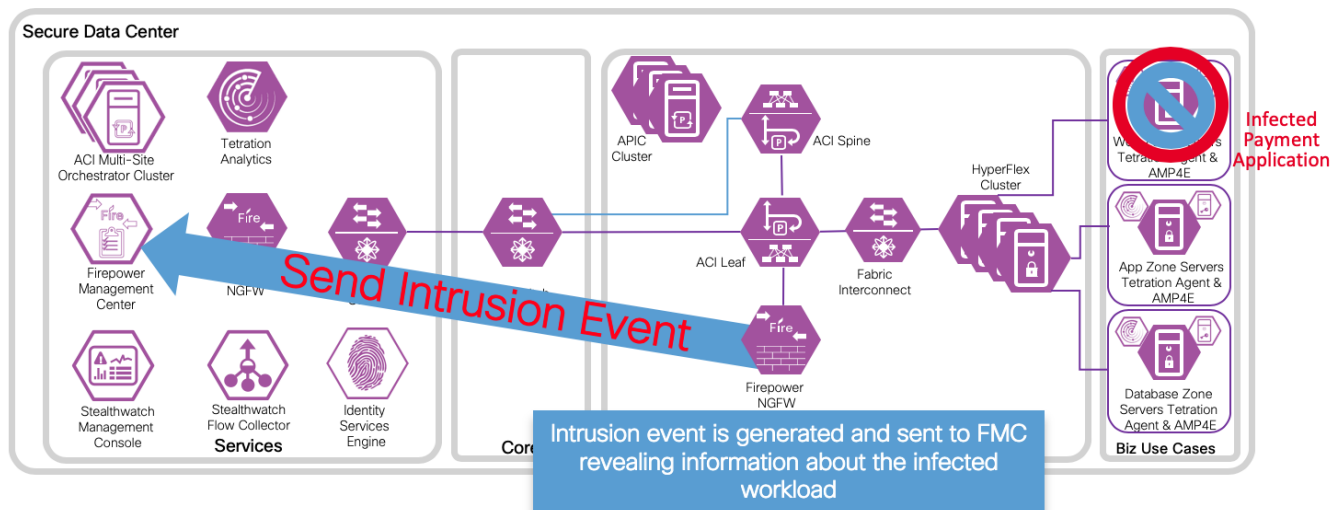 Secure Data Center
ACI Multi-Site
Orchestrator Cluster
Tetration
Analytics
Fire
Firepower
Management
Center
Fire
NGFW
Stealthwatch
Management
Console
Stealthwatch
Flow Collector
Identity
Services
Engine
Services
Core
APIC
Cluster
P
ACI Spine
P
ACI Leaf
P
Fabric
Interconnect
HyperFlex
Cluster
Fire
Firepower
NGFW
Send Intrusion Event
Intrusion event is generated and sent to FMC
revealing information about the infected
workload
Tetration Agent &
AMP4E
Infected
Payment
Application
App Zone Servers
Tetration Agent &
AMP4E
Database Zone
Servers Tetration
Agent & AMP4E
Biz Use Cases